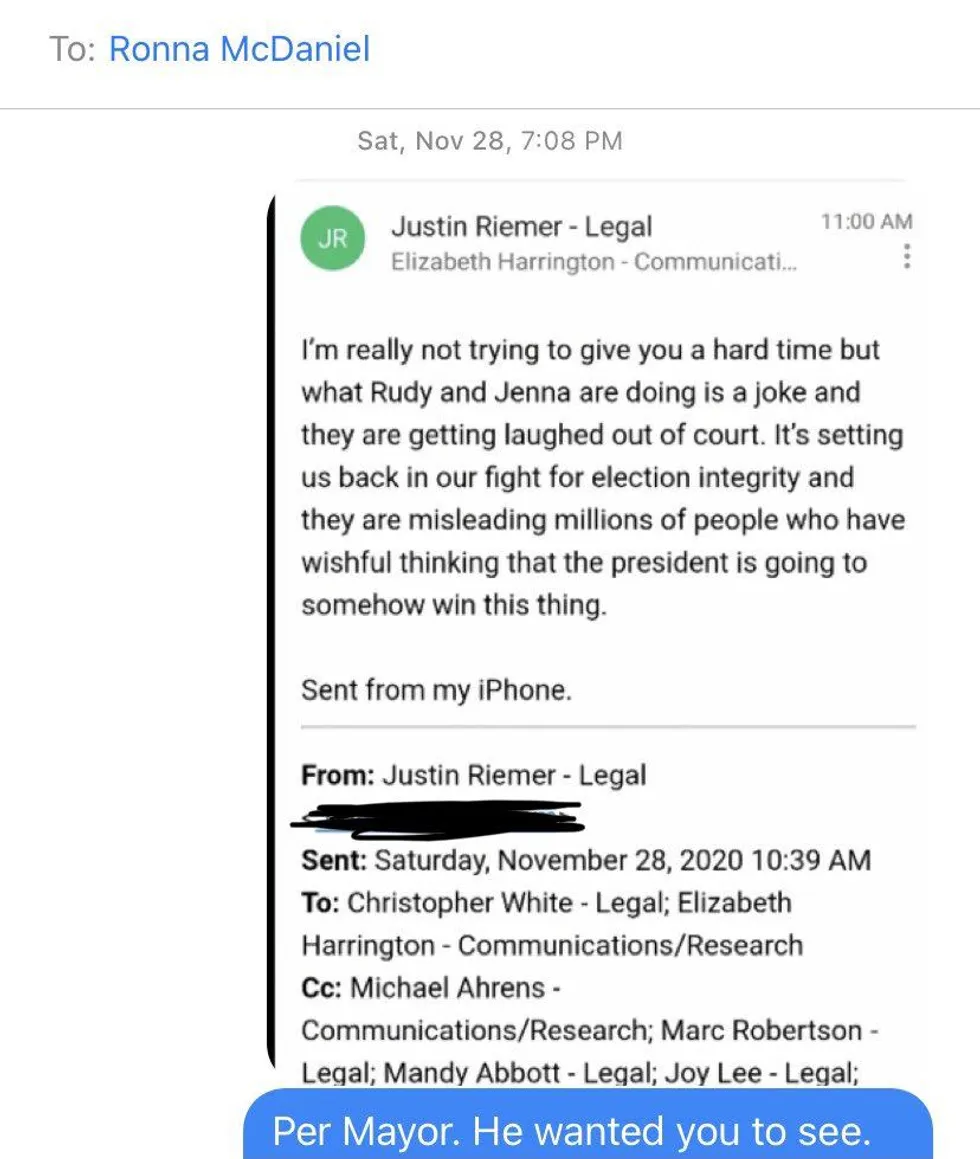 To: Ronna McDaniel
Sat, Nov 28, 7:08 PM
JR
Justin Riemer - Legal
11:00 AM
Elizabeth Harrington - Communicati...
I'm really not trying to give you a hard time but
what Rudy and Jenna are doing is a joke and
they are getting laughed out of court. It's setting
us back in our fight for election integrity and
they are misleading millions of people who have
wishful thinking that the president is going to
somehow win this thing.
Sent from my iPhone.
From: Justin Riemer - Legal
Sent: Saturday, November 28, 2020 10:39 AM
To: Christopher White - Legal; Elizabeth
Harrington - Communications/Research
Cc: Michael Ahrens -
Communications/Research; Marc Robertson -
Legal; Mandy Abbott - Legal; Joy Lee - Legal;
Per Mayor. He wanted you to see.